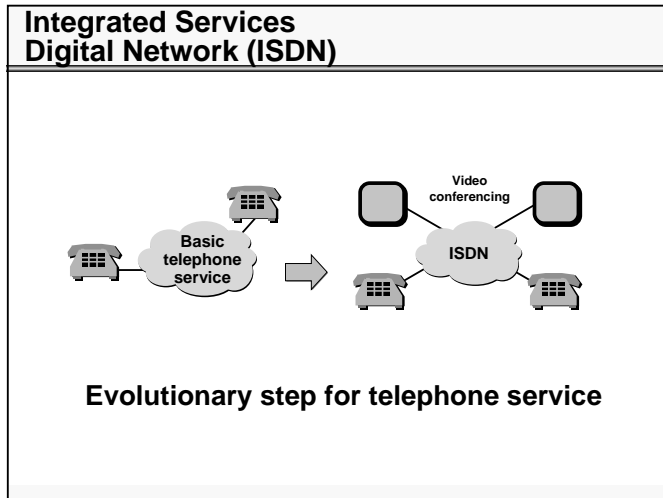 Integrated Services
Digital Network (ISDN)
Video
conferencing
Basic
telephone
service
ISDN
Evolutionary step for telephone service